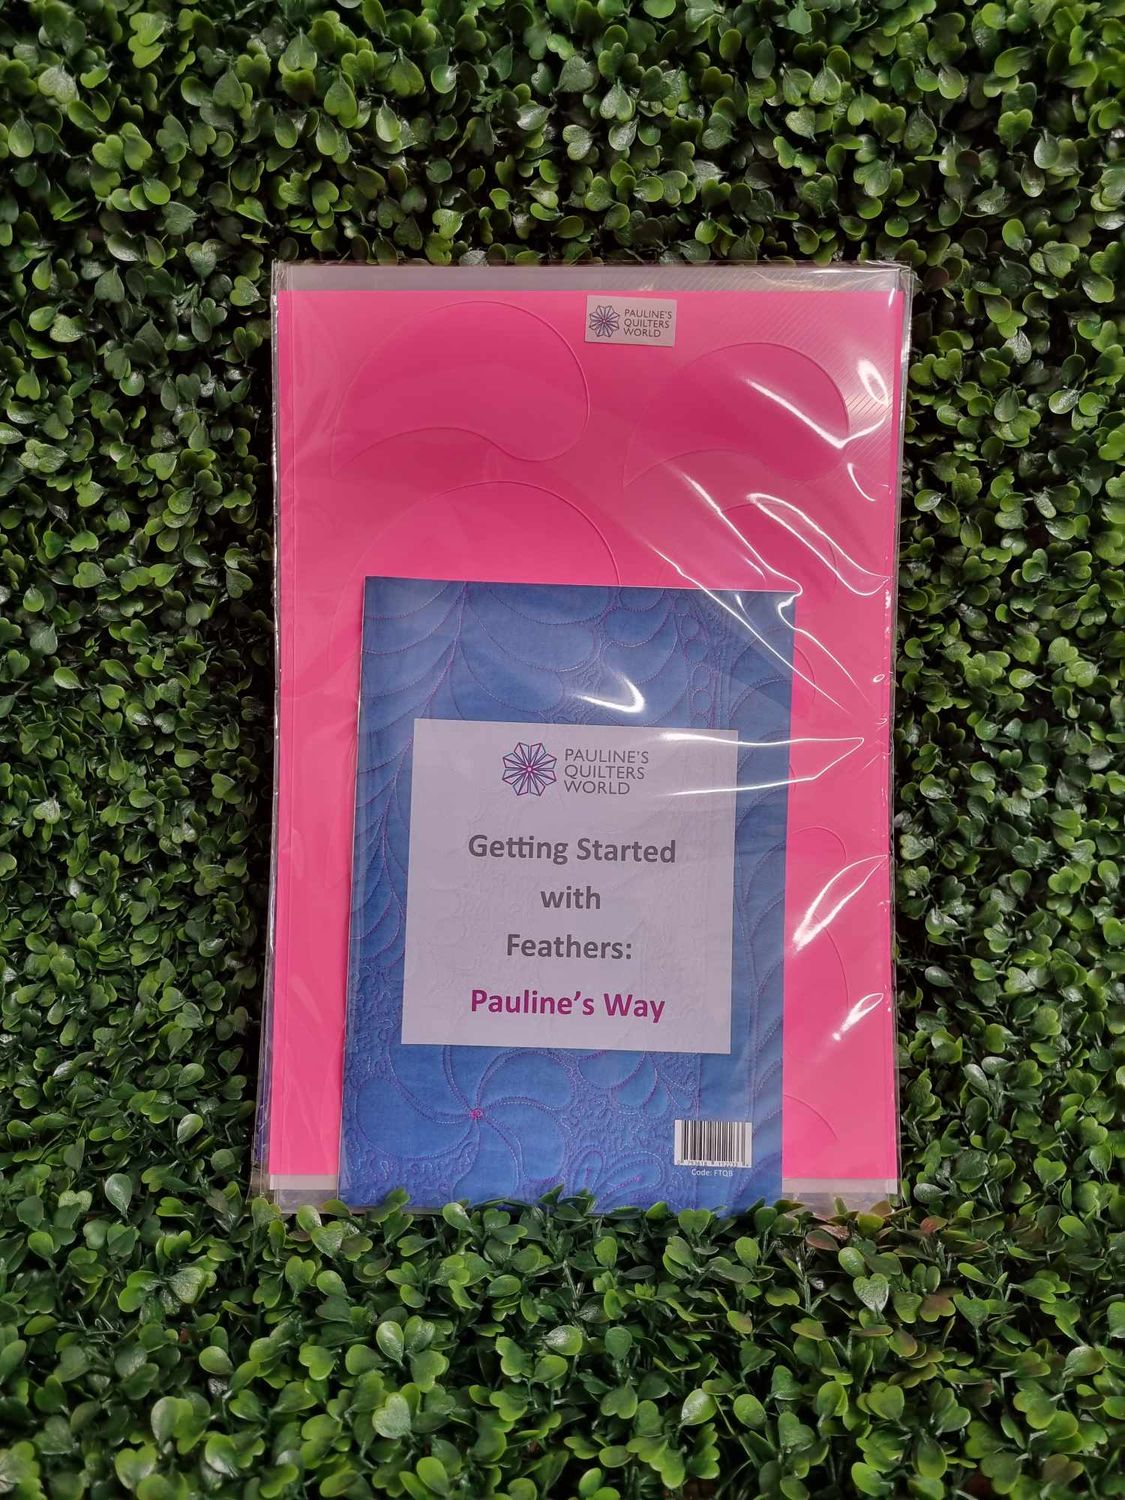 PAULINE'S
QUILTERS
WORLD
PAULINE'S
QUILTERS
WORLD
Getting Started
with
Feathers:
Pauline's Way
Code: FTQB